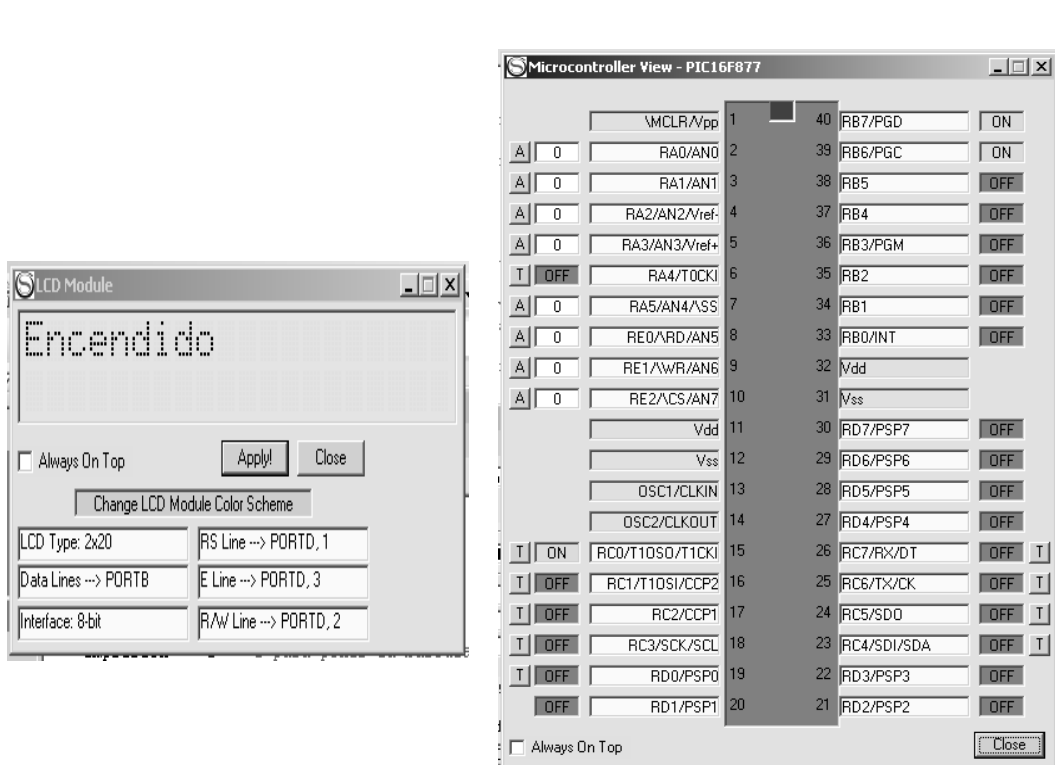 LCD Module
Encendido
Always On Top
Apply!
Close
Change LCD Module Color Scheme
LCD Type: 2x20
RS Line ---> PORTD, 1
Data Lines ---> PORTB
E Line ---> PORTD, 3
Interface: 8-bit
R/W Line ---> PORTD, 2
Microcontroller View - PIC16F877
\MCLR/Vpp 1 40 RB7/PGD ON
A 0 RA0/AN0 2 39 RB6/PGC ON
A 0 RA1/AN1 3 38 RB5 OFF
A 0 RA2/AN2/Vref- 4 37 RB4 OFF
A 0 RA3/AN3/Vref+ 5 36 RB3/PGM OFF
T OFF RA4/T0CKI 6 35 RB2 OFF
A 0 RA5/AN4/\SS 7 34 RB1 OFF
A 0 RE0/\RD/AN5 8 33 RB0/INT OFF
A 0 RE1/\WR/AN6 9 32 Vdd
A 0 RE2/\CS/AN7 10 31 Vss
Vdd 11 30 RD7/PSP7 OFF
Vss 12 29 RD6/PSP6 OFF
OSC1/CLKIN 13 28 RD5/PSP5 OFF
OSC2/CLKOUT 14 27 RD4/PSP4 OFF
T ON RC0/T1OSO/T1CKI 15 26 RC7/RX/DT OFF T
T OFF RC1/T1OSI/CCP2 16 25 RC6/TX/CK OFF T
T OFF RC2/CCP1 17 24 RC5/SDO OFF T
T OFF RC3/SCK/SCL 18 23 RC4/SDI/SDA OFF T
T OFF RD0/PSP0 19 22 RD3/PSP3 OFF
OFF RD1/PSP1 20 21 RD2/PSP2 OFF
Always On Top
Close